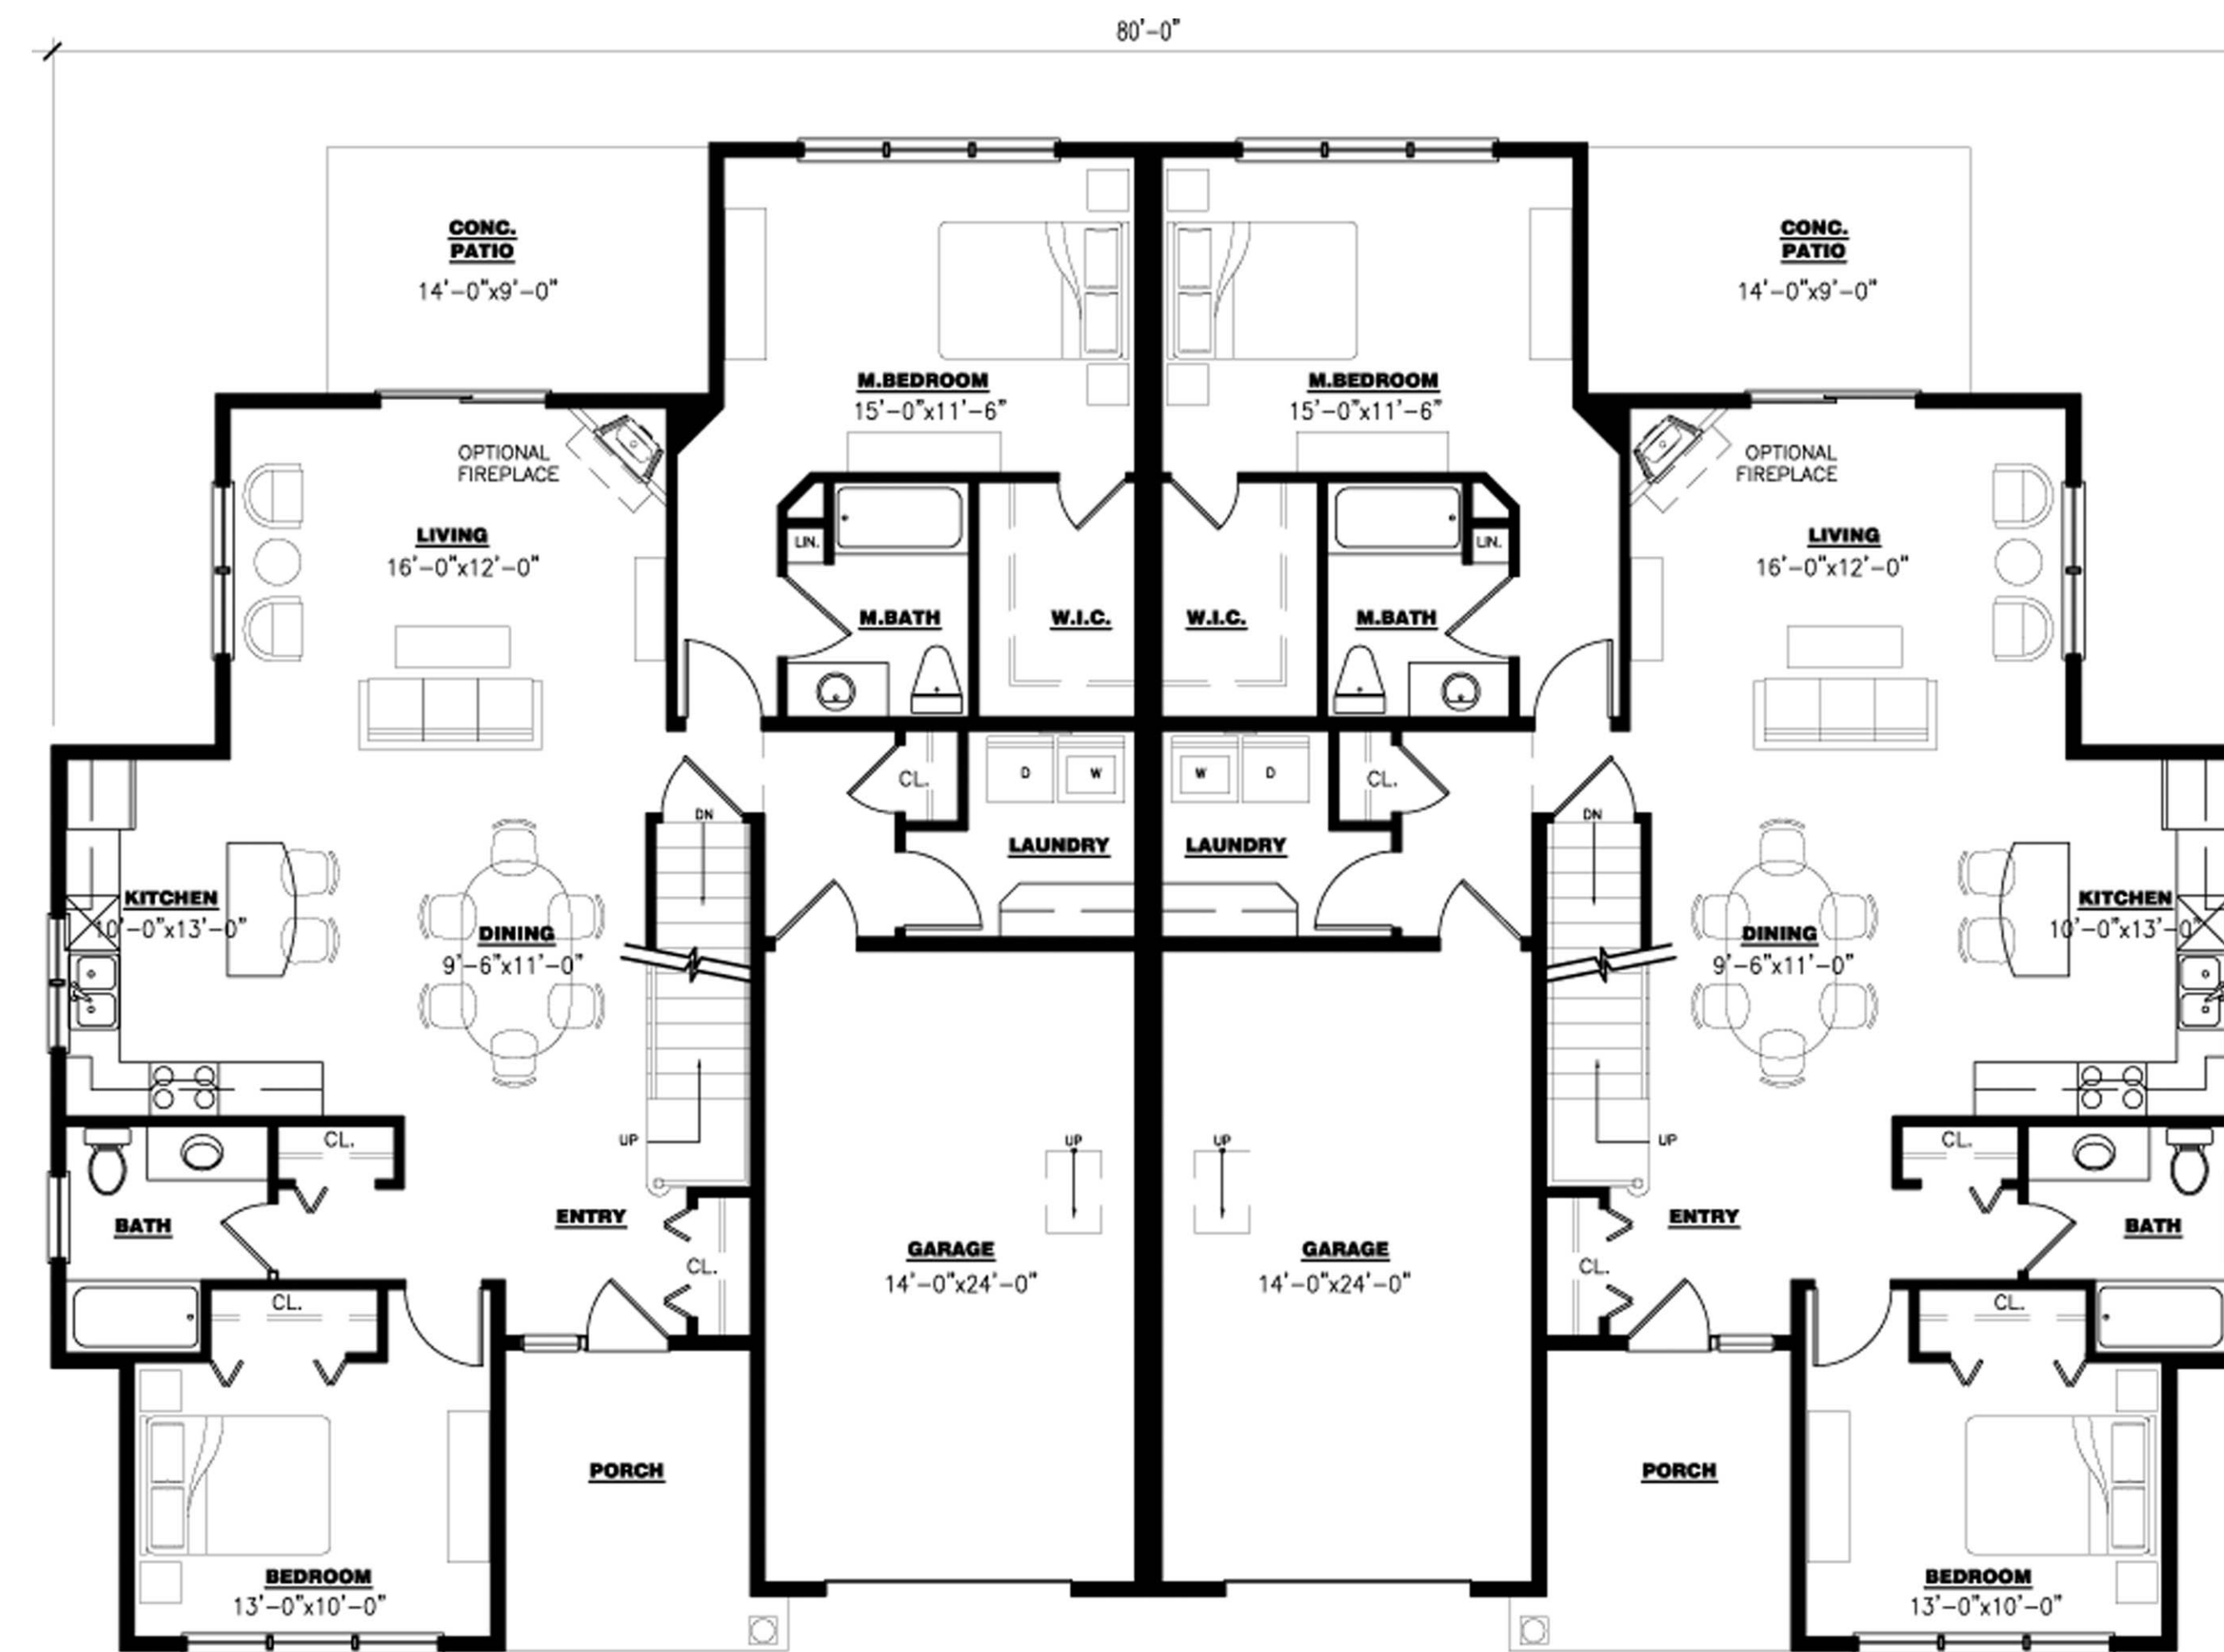 80'-0"
CONC.
PATIO
14'-0"x9'-0"
CONC.
PATIO
14'-0"x9'-0"
M.BEDROOM
15'-0"x11'-6"
M.BEDROOM
15'-0"x11'-6"
OPTIONAL
FIREPLACE
OPTIONAL
FIREPLACE
LIVING
16'-0"x12'-0"
LIN.
LIN.
LIVING
16'-0"x12'-0"
M.BATH
W.I.C.
W.I.C.
M.BATH
CL.
D
W
W
D
CL.
DN
DN
LAUNDRY
LAUNDRY
KITCHEN
10'-0"x13'-0"
DINING
9'-6"x11'-0"
DINING
9'-6"x11'-0"
KITCHEN
10'-0"x13'-0"
CL.
UP
UP
UP
UP
CL.
BATH
ENTRY
ENTRY
BATH
GARAGE
14'-0"x24'-0"
GARAGE
14'-0"x24'-0"
CL.
CL.
CL.
CL.
PORCH
PORCH
BEDROOM
13'-0"x10'-0"
BEDROOM
13'-0"x10'-0"